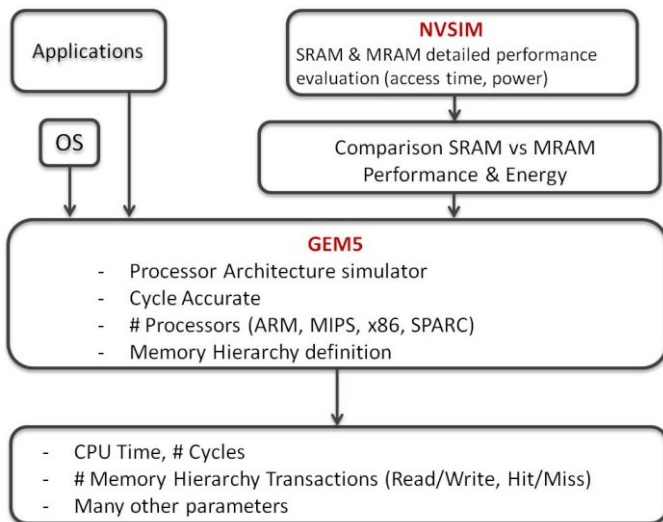 Applications
NVSIM
SRAM & MRAM detailed performance
evaluation (access time, power)
OS
Comparison SRAM vs MRAM
Performance & Energy
GEM5
- Processor Architecture simulator
- Cycle Accurate
- # Processors (ARM, MIPS, x86, SPARC)
- Memory Hierarchy definition
- CPU Time, # Cycles
- # Memory Hierarchy Transactions (Read/Write, Hit/Miss)
- Many other parameters